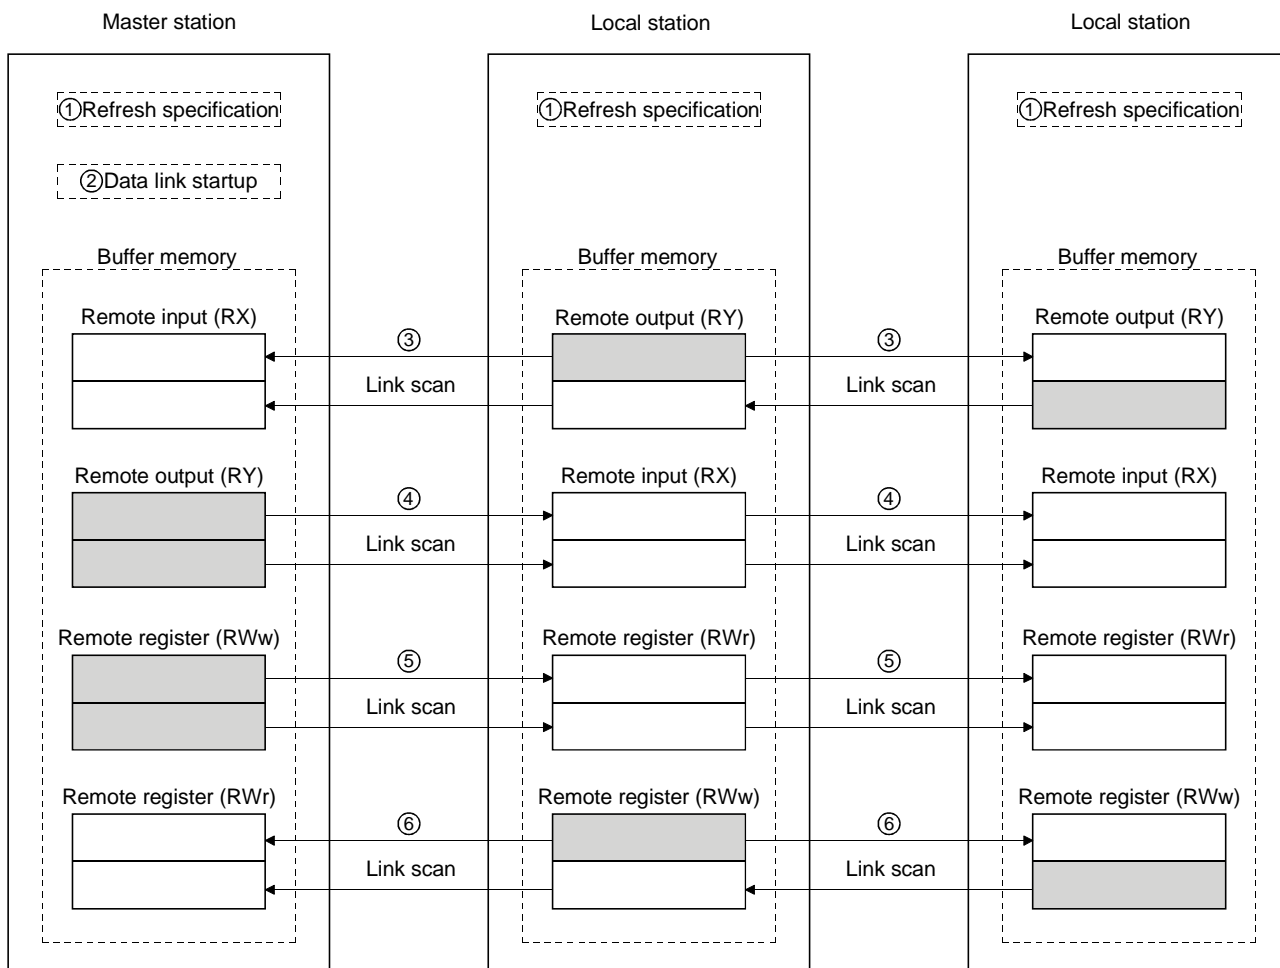 Master station
Local station
Local station
①Refresh specification
①Refresh specification
①Refresh specification
②Data link startup
Buffer memory
Buffer memory
Buffer memory
Remote input (RX)
Remote output (RY)
Remote output (RY)
③
③
Link scan
Link scan
Remote output (RY)
Remote input (RX)
Remote input (RX)
④
④
Link scan
Link scan
Remote register (RWw)
Remote register (RWr)
Remote register (RWr)
⑤
⑤
Link scan
Link scan
Remote register (RWr)
Remote register (RWw)
Remote register (RWw)
⑥
⑥
Link scan
Link scan